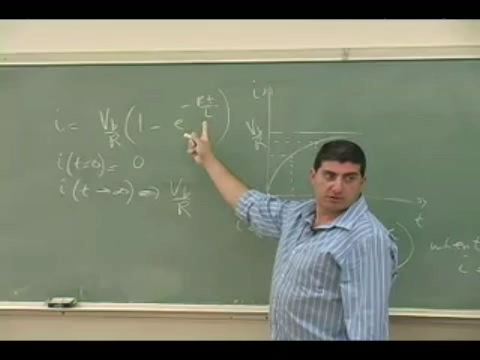 i = V_b/R (1 - e^(-Rt/L))
i(t=0) = 0
i(t→∞) ⇒ V_b/R
i
V_b/R
t
when t
i =